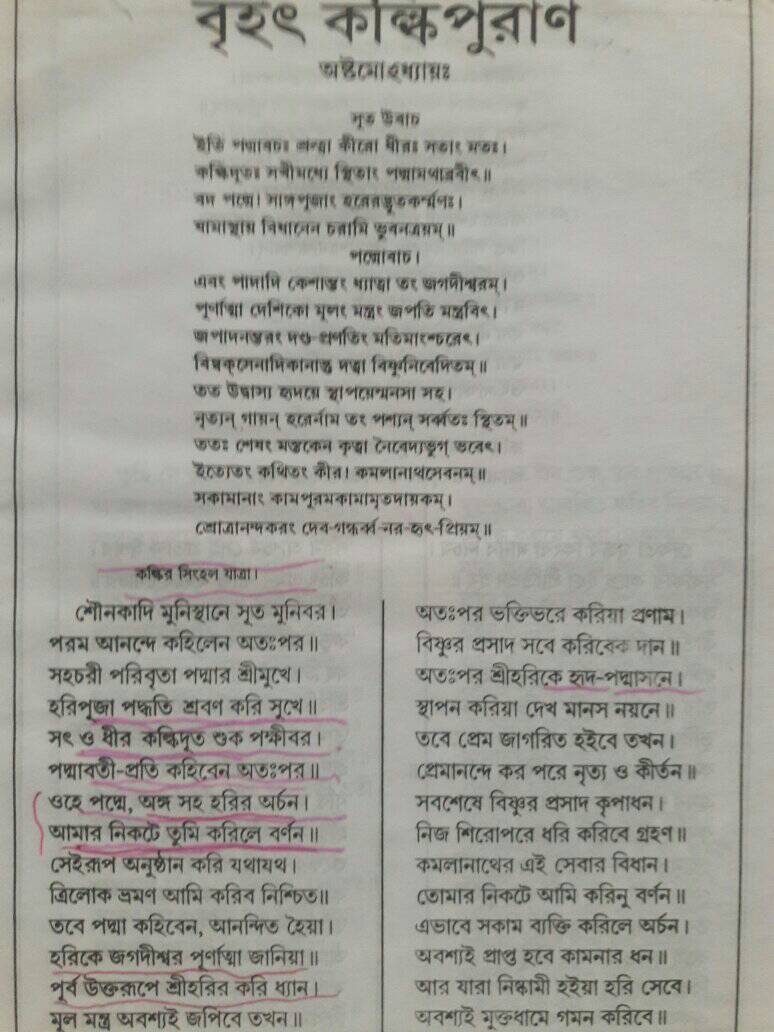 বৃহৎ কল্কিপুরাণ
অষ্টমোহধ্যায়ঃ
সূত উবাচ
ইতি পদ্মাবচঃ শ্রুত্বা কীরো ধীরঃ সতাং মতঃ।
কল্কিদূতঃ সখীমধ্যে স্থিতাং পদ্মামথাব্রবীৎ॥
বদ পদ্মে। সাঙ্গপূজাং হরেরদ্ভুতকর্ম্মণঃ।
যামাস্থায় বিধানেন চরামি ভুবনত্রয়ম্॥
পদ্মোবাচ।
এবং পাদাদি কেশান্তং ধ্যাত্বা তং জগদীশ্বরম্।
পূর্ণাত্মা দেশিকো মূলং মন্ত্রং জপতি মন্ত্রবিৎ।
জপাদনন্তরং দণ্ড-প্রণতিং মতিমাংশ্চরেৎ।
বিষ্বক্‌সেনাদিকানান্তু দত্ত্বা বিষ্ণুনিবেদিতম্॥
তত উদ্বাস্য হৃদয়ে স্থাপয়েন্মনসা সহ।
নৃত্যন্ গায়ন্ হরের্নাম তং পশ্যন্ সর্ব্বতঃ স্থিতম্॥
ততঃ শেষং মস্তকেন কৃত্বা নৈবেদ্যভুগ্ ভবেৎ।
ইত্যেতং কথিতং কীর। কমলানাথসেবনম্॥
সকামানাং কামপূরমকামামৃতদায়কম্।
শ্রোত্রানন্দকরং দেব-গন্ধর্ব্ব-নর-হৃৎ-প্রিয়ম্॥
কল্কির সিংহল যাত্রা।
শৌনকাদি মুনিস্থানে সূত মুনিবর।
পরম আনন্দে কহিলেন অতঃপর॥
সহচরী পরিবৃতা পদ্মার শ্রীমুখে।
হরিপূজা পদ্ধতি শ্রবণ করি সুখে॥
সৎ ও ধীর কল্কিদূত শুক পক্ষীবর।
পদ্মাবতী-প্রতি কহিবেন অতঃপর॥
ওহে পদ্মে, অঙ্গ সহ হরির অর্চন।
আমার নিকটে তুমি করিলে বর্ণন॥
সেইরূপ অনুষ্ঠান করি যথাযথ।
ত্রিলোক ভ্রমণ আমি করিব নিশ্চিত॥
তবে পদ্মা কহিবেন, আনন্দিত হৈয়া।
হরিকে জগদীশ্বর পূর্ণাত্মা জানিয়া॥
পূর্ব উক্তরূপে শ্রীহরির করি ধ্যান।
মূল মন্ত্র অবশ্যই জপিবে তখন॥
অতঃপর ভক্তিভরে করিয়া প্রণাম।
বিষ্ণুর প্রসাদ সবে করিবেক দান॥
অতঃপর শ্রীহরিকে হৃদ-পদ্মাসনে।
স্থাপন করিয়া দেখ মানস নয়নে॥
তবে প্রেম জাগরিত হইবে তখন।
প্রেমানন্দে কর পরে নৃত্য ও কীর্তন॥
সবশেষে বিষ্ণুর প্রসাদ কৃপাধন।
নিজ শিরোপরে ধরি করিবে গ্রহণ॥
কমলানাথের এই সেবার বিধান।
তোমার নিকটে আমি করিনু বর্ণন॥
এভাবে সকাম ব্যক্তি করিলে অর্চন।
অবশ্যই প্রাপ্ত হবে কামনার ধন॥
আর যারা নিষ্কামী হইয়া হরি সেবে।
অবশ্যই মুক্তধামে গমন করিবে॥